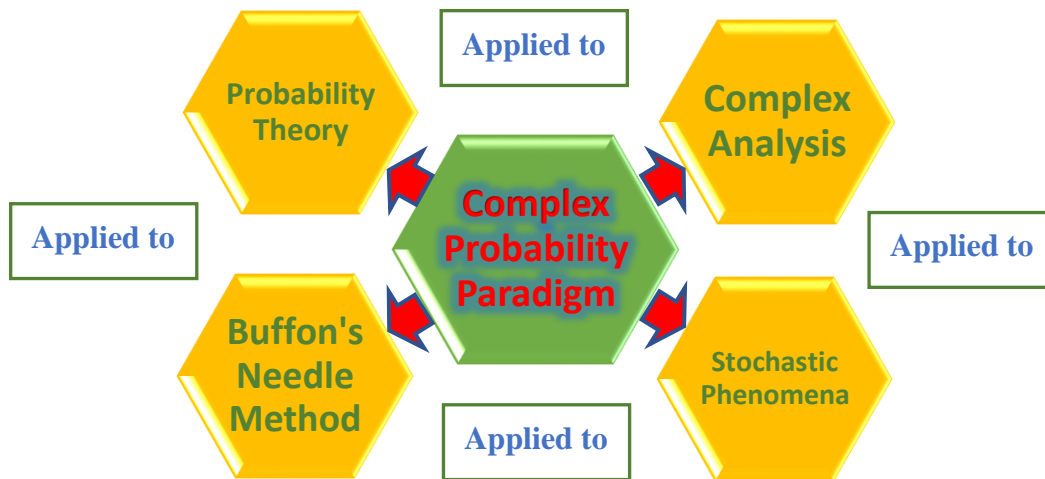 Applied to
Probability
Theory
Complex
Analysis
Complex
Probability
Paradigm
Applied to
Applied to
Buffon's
Needle
Method
Stochastic
Phenomena
Applied to